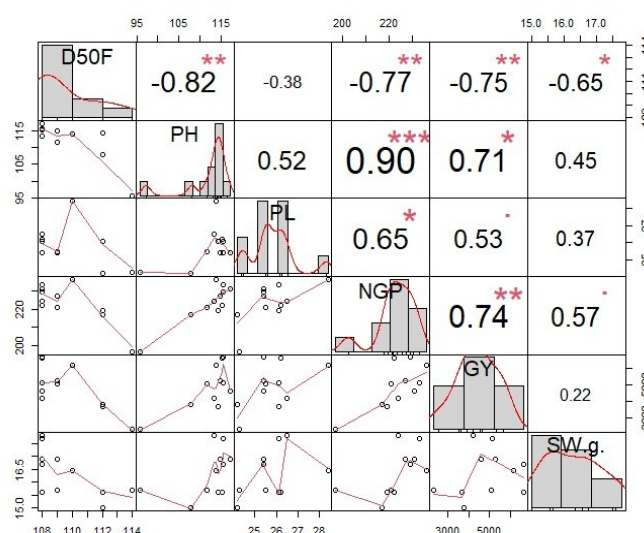 95 105 115 200 220 15.0 16.0 17.0
D50F -0.82 ** -0.38 -0.77 ** -0.75 ** -0.65 *
PH 0.52 0.90 *** 0.71 * 0.45
95 105 115
PL 0.65 * 0.53 . 0.37
NGP 0.74 ** 0.57 .
200 220
GY 0.22
SW.g.
15.0 16.5
108 110 112 114 25 26 27 28 3000 5000